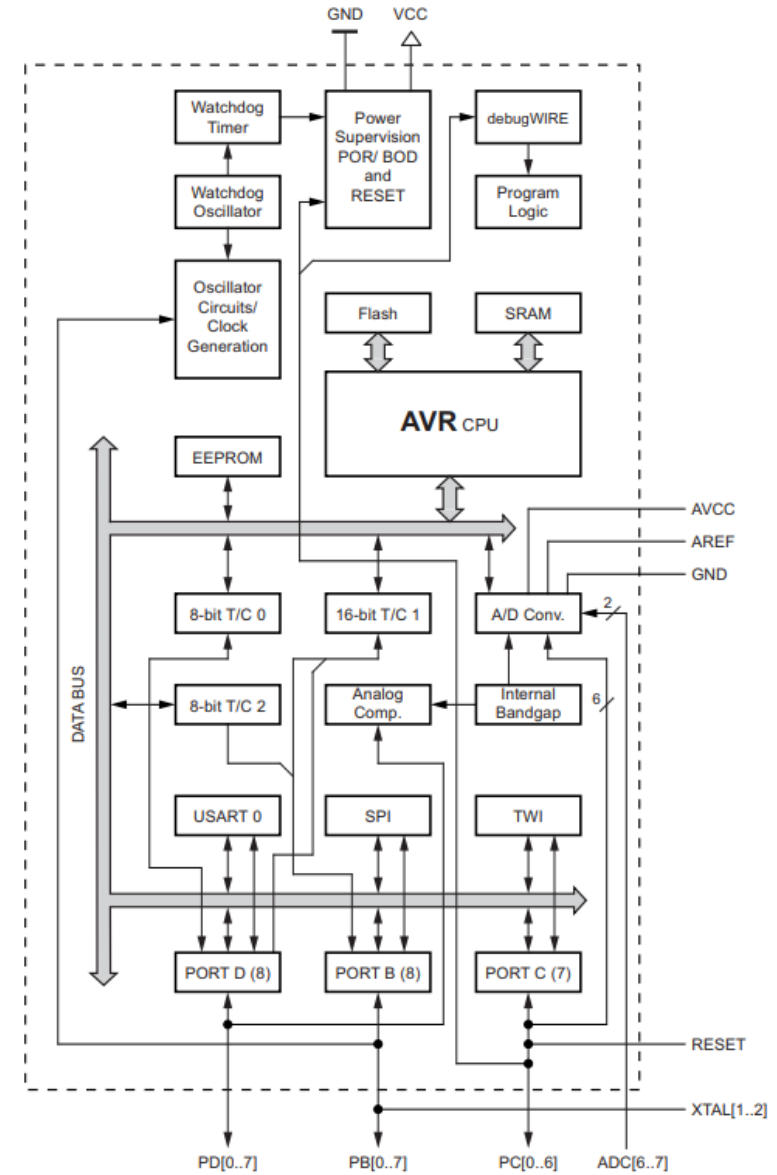 GND
VCC
Watchdog
Timer
Power
Supervision
POR/ BOD
and
RESET
debugWIRE
Watchdog
Oscillator
Program
Logic
Oscillator
Circuits/
Clock
Generation
Flash
SRAM
AVR CPU
EEPROM
AVCC
AREF
GND
8-bit T/C 0
16-bit T/C 1
A/D Conv.
2
DATA BUS
8-bit T/C 2
Analog
Comp.
Internal
Bandgap
6
USART 0
SPI
TWI
PORT D (8)
PORT B (8)
PORT C (7)
RESET
XTAL[1..2]
PD[0..7]
PB[0..7]
PC[0..6]
ADC[6..7]